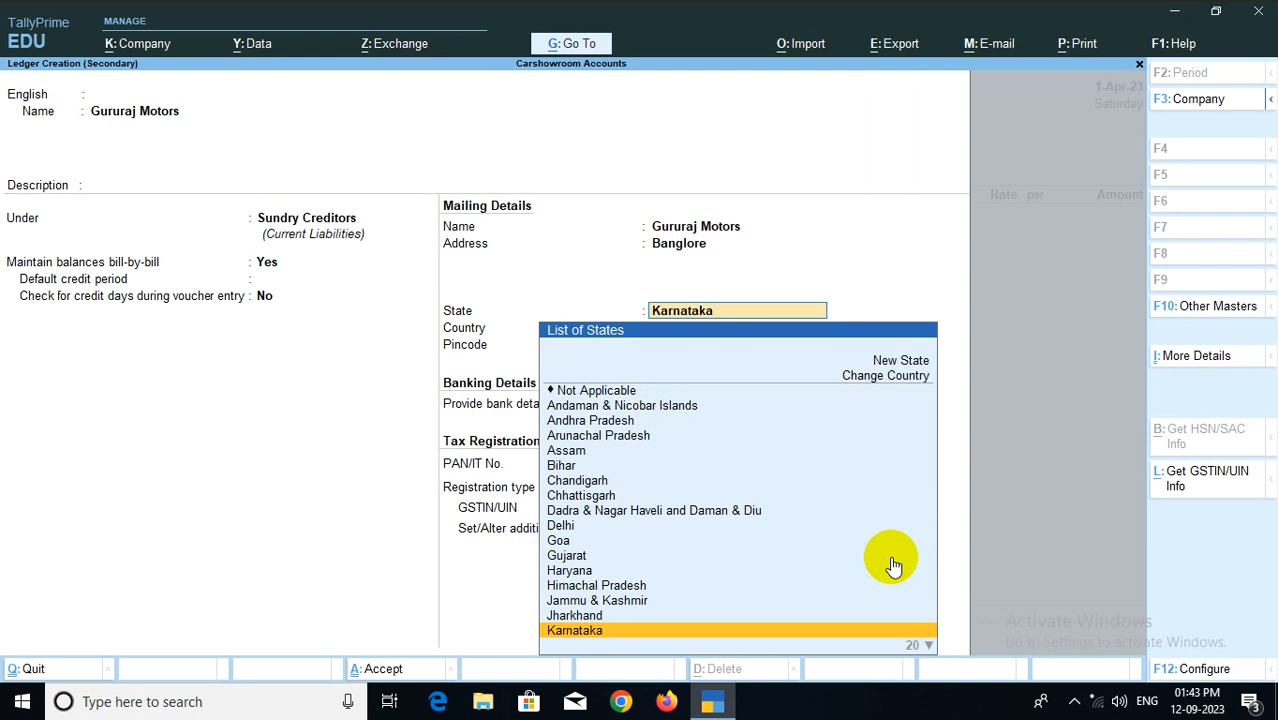 TallyPrime
EDU
MANAGE
K: Company
Y: Data
Z: Exchange
G: Go To
O: Import
E: Export
M: E-mail
P: Print
F1: Help
Ledger Creation (Secondary)
Carshowroom Accounts
English :
Name : Gururaj Motors
Description :
Under : Sundry Creditors
(Current Liabilities)
Maintain balances bill-by-bill : Yes
Default credit period :
Check for credit days during voucher entry : No
Mailing Details
Name : Gururaj Motors
Address : Banglore
State : Karnataka
Country
Pincode
Banking Details
Provide bank deta
Tax Registration
PAN/IT No.
Registration type
GSTIN/UIN
Set/Alter additi
List of States
New State
Change Country
♦ Not Applicable
Andaman & Nicobar Islands
Andhra Pradesh
Arunachal Pradesh
Assam
Bihar
Chandigarh
Chhattisgarh
Dadra & Nagar Haveli and Daman & Diu
Delhi
Goa
Gujarat
Haryana
Himachal Pradesh
Jammu & Kashmir
Jharkhand
Karnataka
20 ▼
1-Apr-23
Saturday
Rate per Amount
F2: Period
F3: Company
F4
F5
F6
F7
F8
F9
F10: Other Masters
I: More Details
B: Get HSN/SAC
Info
L: Get GSTIN/UIN
Info
Activate Windows
Go to Settings to activate Windows.
Q: Quit
A: Accept
D: Delete
F12: Configure
Type here to search
ENG
01:43 PM
12-09-2023
3